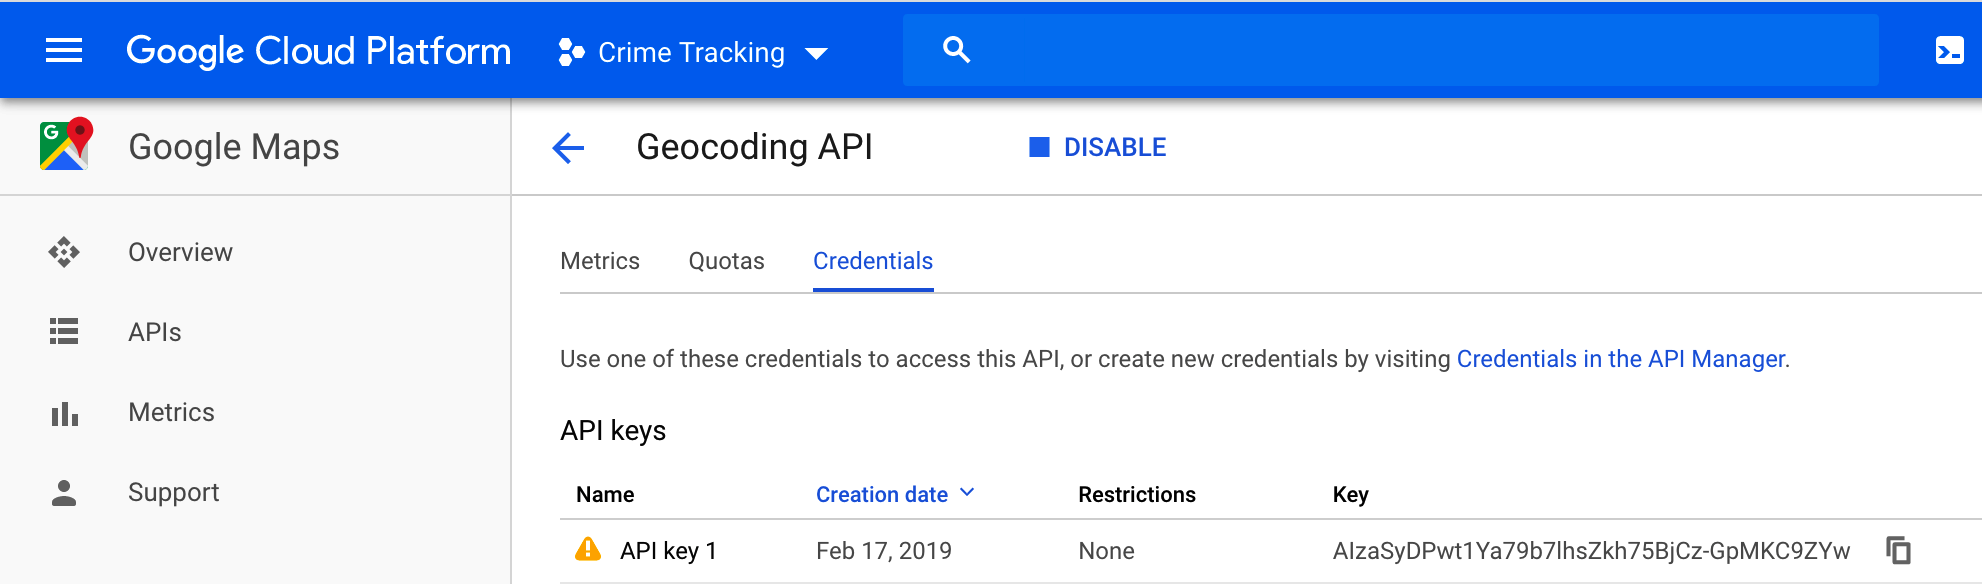 Google Cloud Platform
Crime Tracking
G
Google Maps
Geocoding API
DISABLE
Overview
APIs
Metrics
Support
Metrics Quotas Credentials
Use one of these credentials to access this API, or create new credentials by visiting Credentials in the API Manager.
API keys
Name Creation date Restrictions Key
API key 1 Feb 17, 2019 None AIzaSyDPwt1Ya79b7lhsZkh75BjCz-GpMKC9ZYw